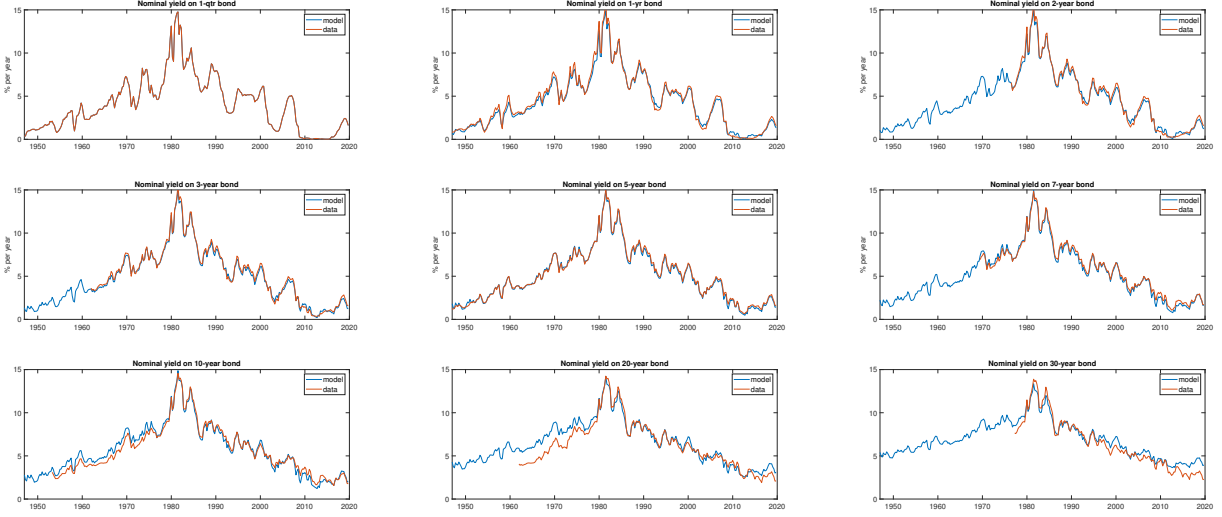 Nominal yield on 1-qtr bond
% per year
15
10
5
0
1950 1960 1970 1980 1990 2000 2010 2020
model
data
Nominal yield on 1-yr bond
% per year
15
10
5
0
1950 1960 1970 1980 1990 2000 2010 2020
model
data
Nominal yield on 2-year bond
% per year
15
10
5
0
1950 1960 1970 1980 1990 2000 2010 2020
model
data
Nominal yield on 3-year bond
% per year
15
10
5
0
1950 1960 1970 1980 1990 2000 2010 2020
model
data
Nominal yield on 5-year bond
% per year
15
10
5
0
1950 1960 1970 1980 1990 2000 2010 2020
model
data
Nominal yield on 7-year bond
% per year
15
10
5
0
1950 1960 1970 1980 1990 2000 2010 2020
model
data
Nominal yield on 10-year bond
15
10
5
0
1950 1960 1970 1980 1990 2000 2010 2020
model
data
Nominal yield on 20-year bond
15
10
5
0
1950 1960 1970 1980 1990 2000 2010 2020
model
data
Nominal yield on 30-year bond
15
10
5
0
1950 1960 1970 1980 1990 2000 2010 2020
model
data